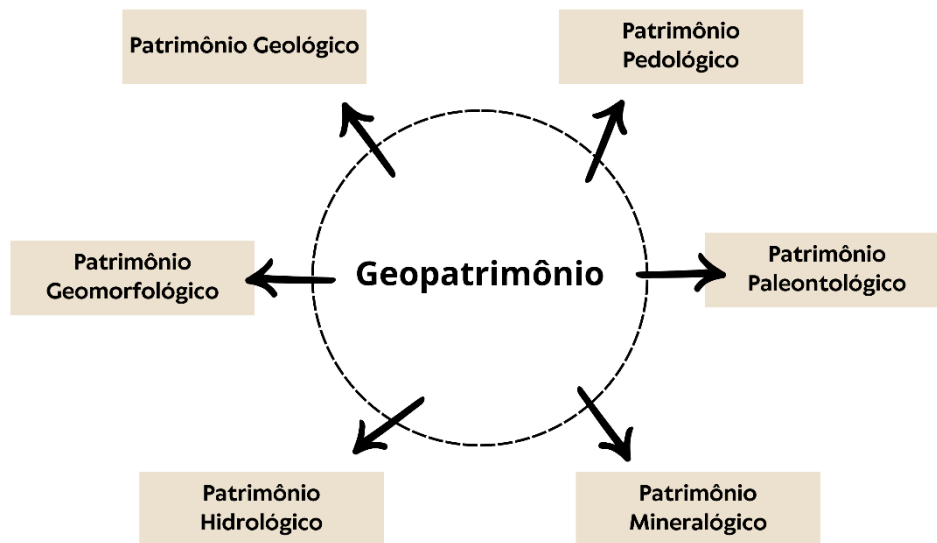 Patrimônio Geológico
Patrimônio
Pedológico
Patrimônio
Geomorfológico
Geopatrimônio
Patrimônio
Paleontológico
Patrimônio
Hidrológico
Patrimônio
Mineralógico